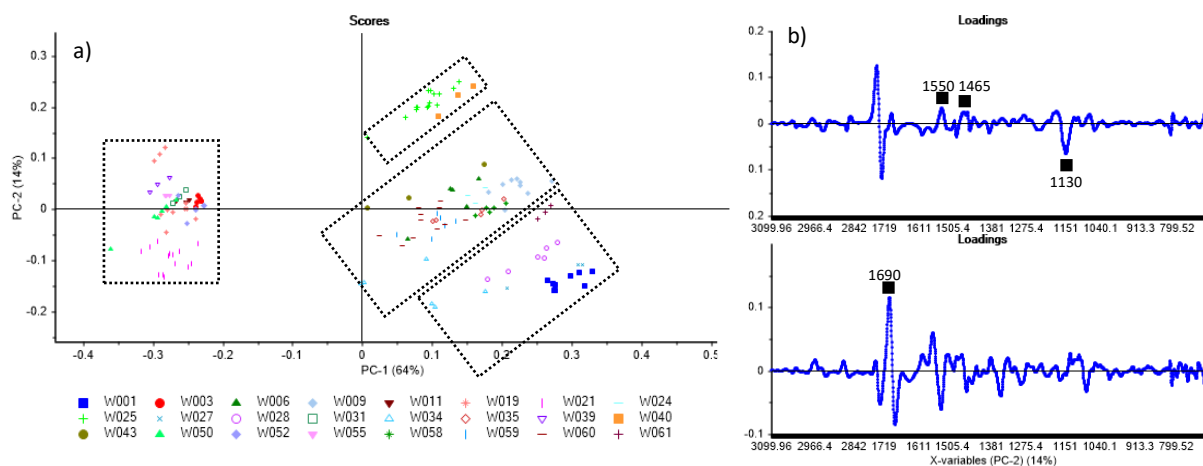 Scores
a)
0.3
0.2
0.1
0
-0.1
-0.2
PC-2 (14%)
-0.4 -0.3 -0.2 -0.1 0 0.1 0.2 0.3 0.4 0.5
PC-1 (64%)
W001 W003 W006 W009 W011 W019 W021 W024
W025 W027 W028 W031 W034 W035 W039 W040
W043 W050 W052 W055 W058 W059 W060 W061
Loadings
b)
0.2
0.1
0
0.1
0.2
1550 1465
1130
3099.96 2966.4 2842 1719 1611 1505.4 1381 1275.4 1151 1040.1 913.3 799.52
Loadings
1690
0.1
0
-0.1
3099.96 2966.4 2842 1719 1611 1505.4 1381 1275.4 1151 1040.1 913.3 799.52
X-variables (PC-2) (14%)